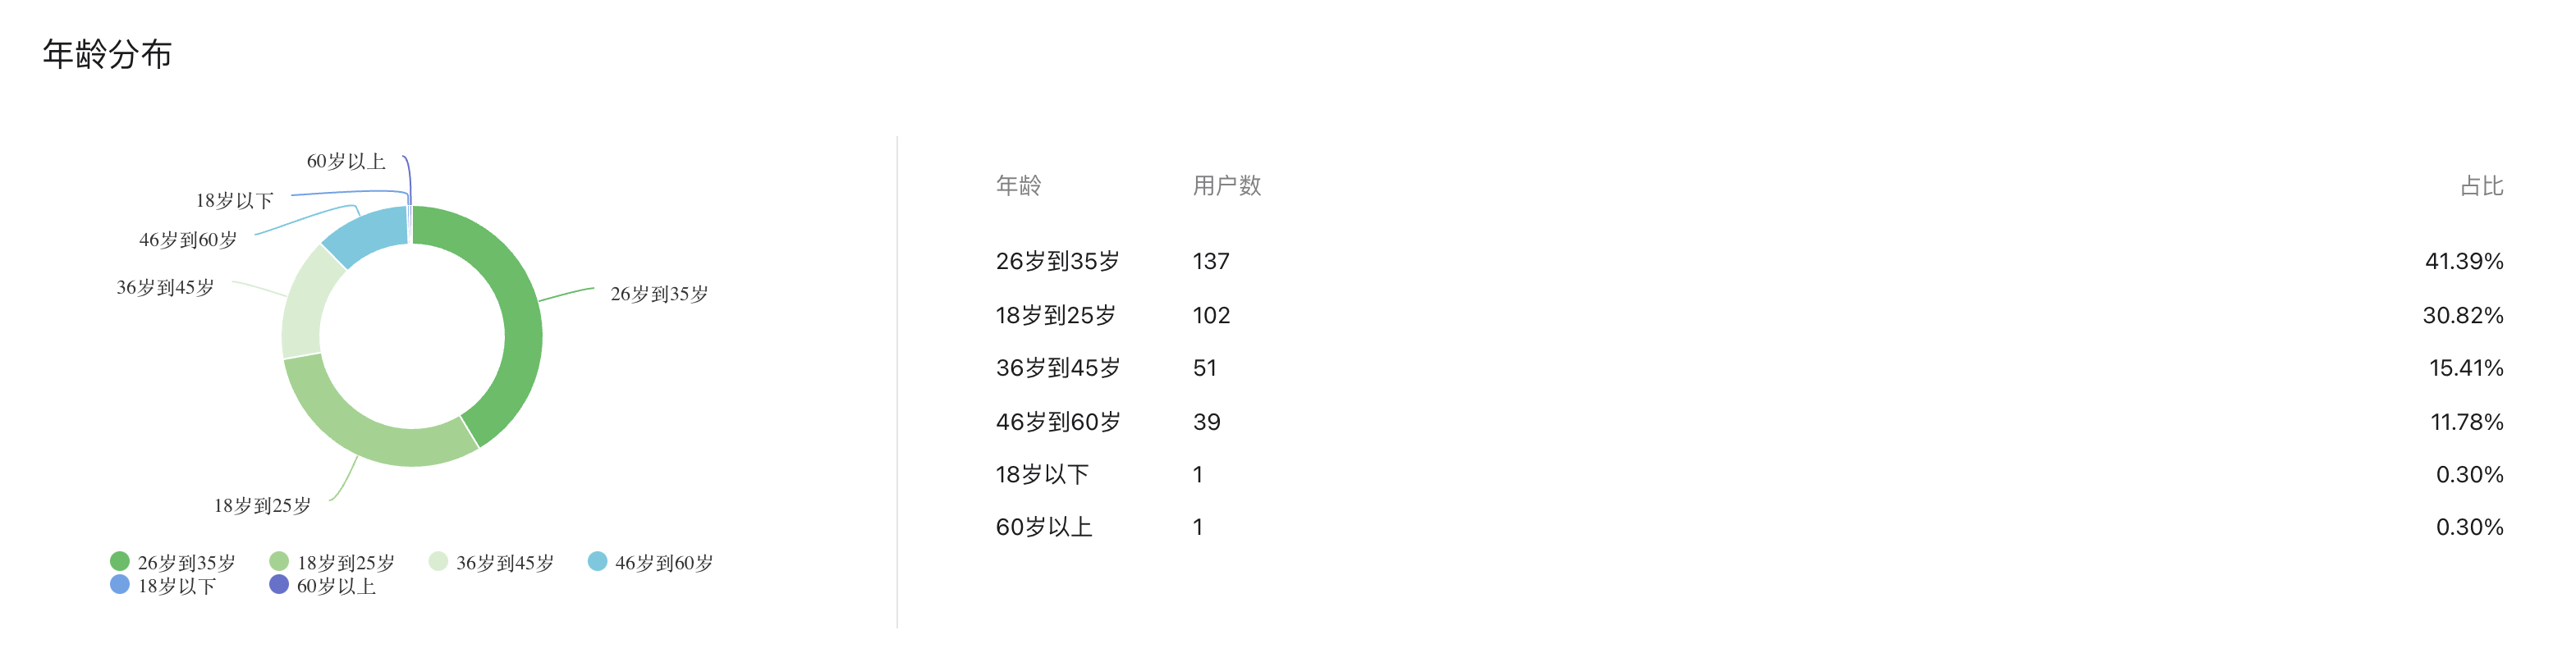 年龄分布
60岁以上
18岁以下
46岁到60岁
36岁到45岁
26岁到35岁
18岁到25岁
26岁到35岁 18岁到25岁 36岁到45岁 46岁到60岁
18岁以下 60岁以上
年龄 用户数 占比
26岁到35岁 137 41.39%
18岁到25岁 102 30.82%
36岁到45岁 51 15.41%
46岁到60岁 39 11.78%
18岁以下 1 0.30%
60岁以上 1 0.30%